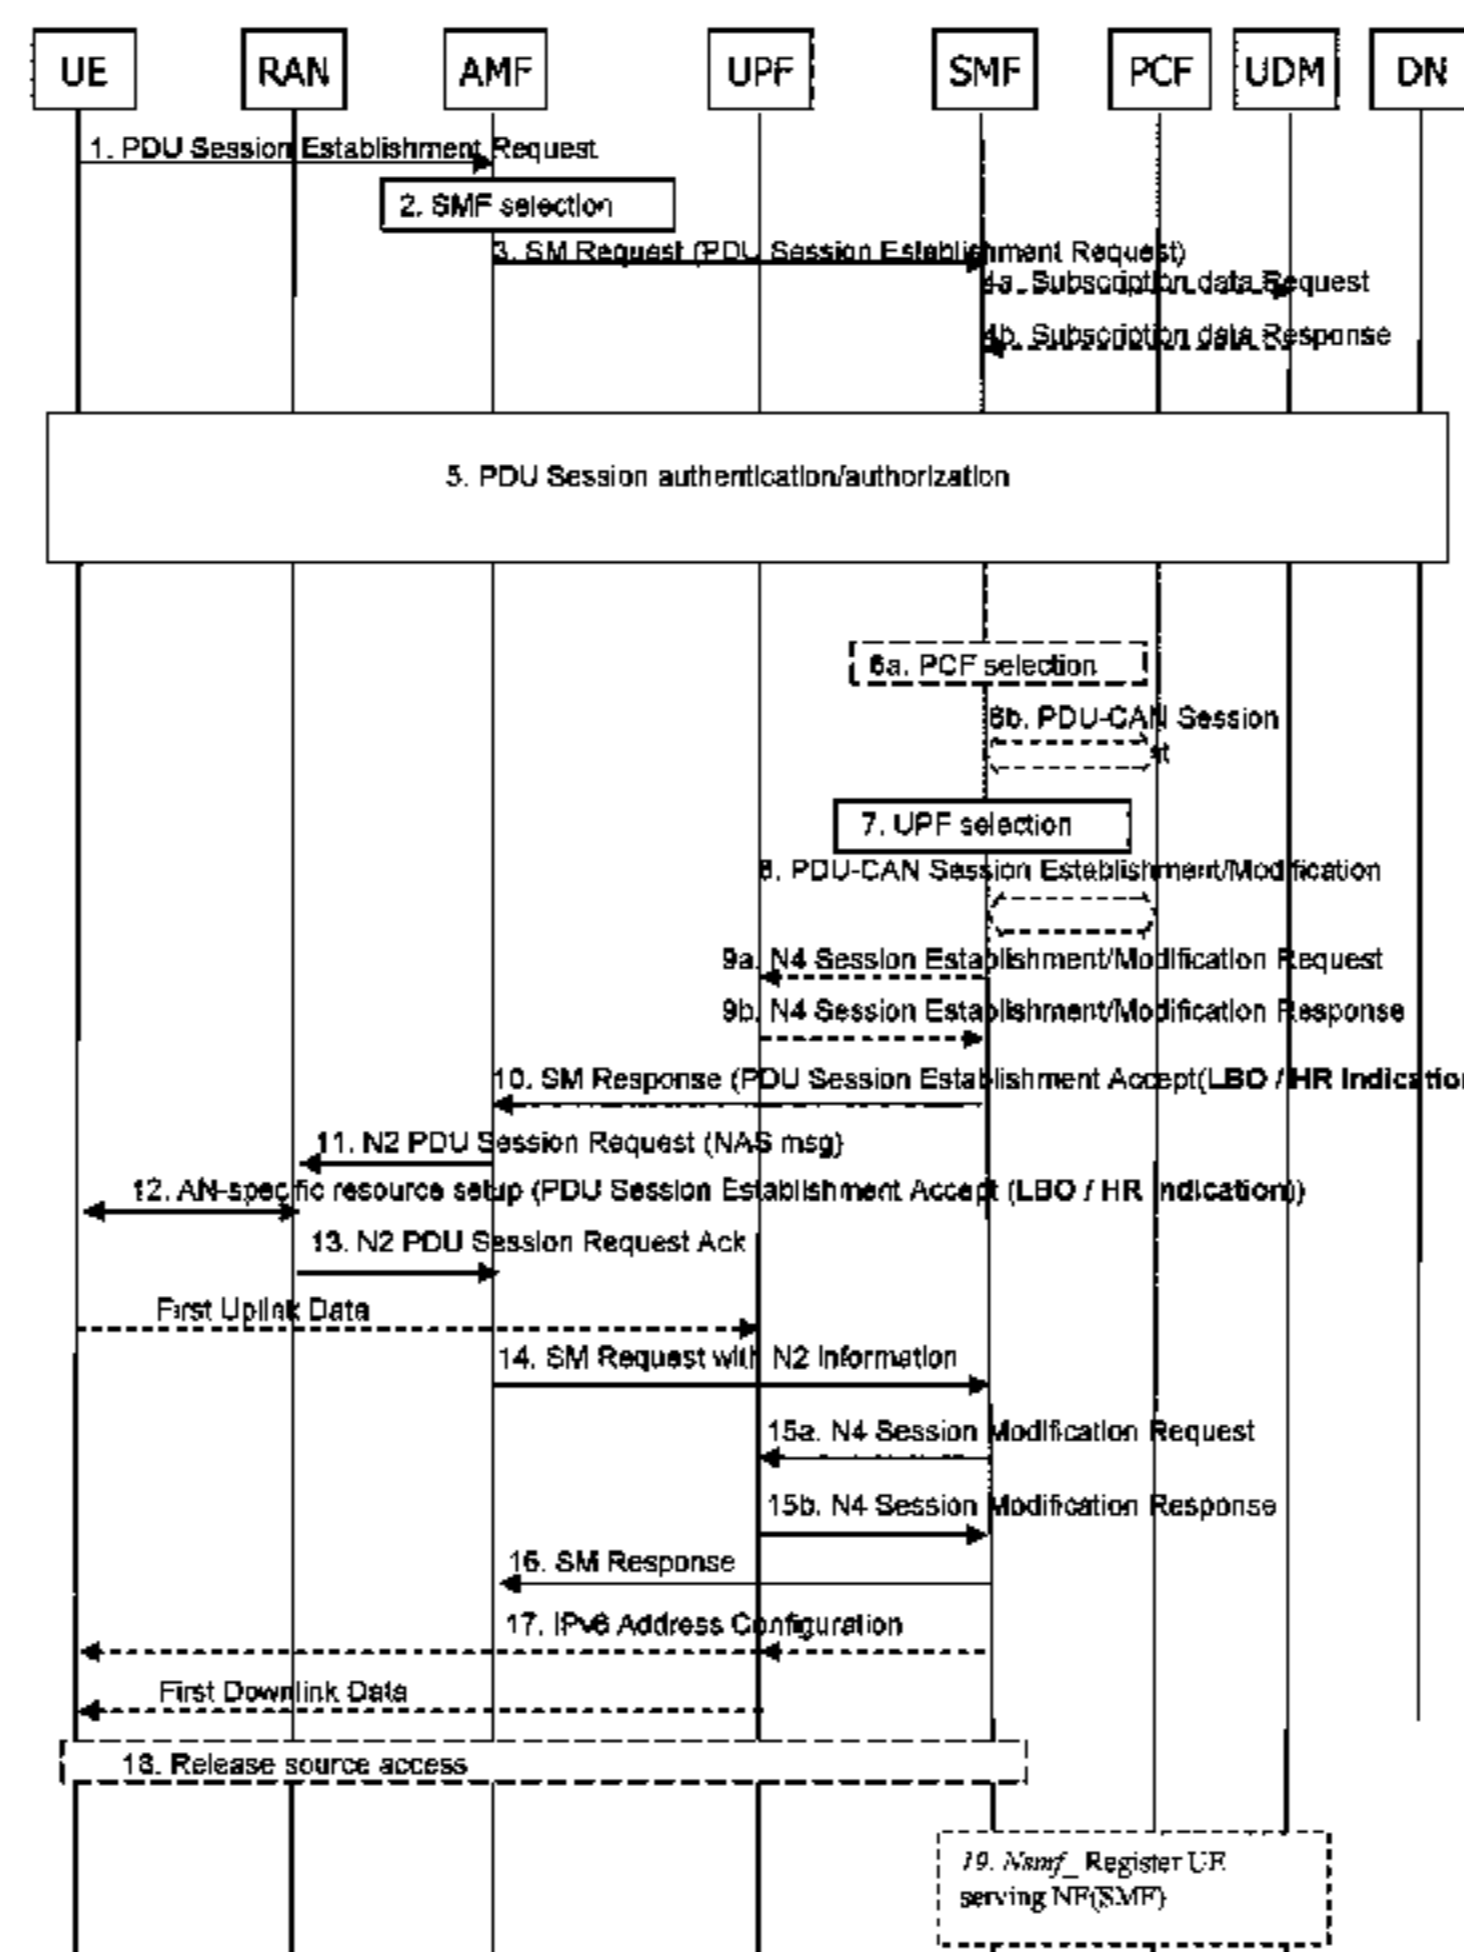 UE RAN AMF UPF SMF PCF UDM DN
1. PDU Session Establishment Request
2. SMF selection
3. SM Request (PDU Session Establishment Request)
4a. Subscription data Request
4b. Subscription data Response
5. PDU Session authentication/authorization
6a. PCF selection
6b. PDU-CAN Session
7. UPF selection
8. PDU-CAN Session Establishment/Modification
9a. N4 Session Establishment/Modification Request
9b. N4 Session Establishment/Modification Response
10. SM Response (PDU Session Establishment Accept(LBO / HR Indicatio
11. N2 PDU Session Request (NAS msg)
12. AN-specific resource setup (PDU Session Establishment Accept (LBO / HR Indication))
13. N2 PDU Session Request Ack
First Uplink Data
14. SM Request with N2 Information
15a. N4 Session Modification Request
15b. N4 Session Modification Response
16. SM Response
17. IPv6 Address Configuration
First Downlink Data
18. Release source access
19. Nsmf_ Register UE
serving NF(SMF)